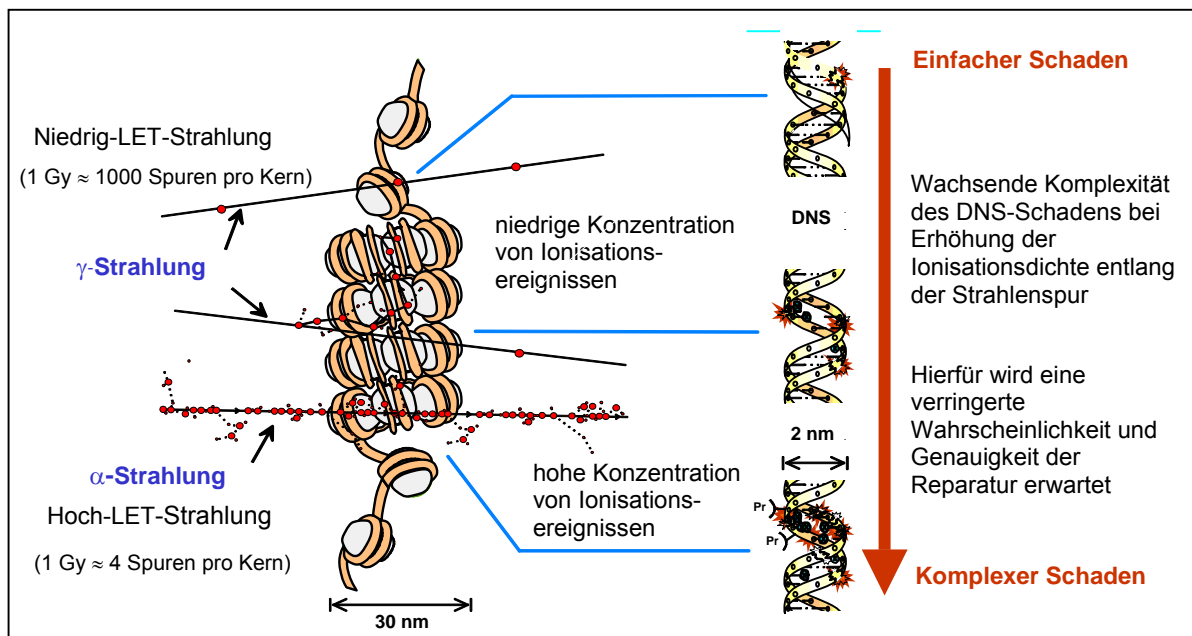 Niedrig-LET-Strahlung
(1 Gy ≈ 1000 Spuren pro Kern)
γ-Strahlung
α-Strahlung
Hoch-LET-Strahlung
(1 Gy ≈ 4 Spuren pro Kern)
30 nm
niedrige Konzentration
von Ionisations-
ereignissen
hohe Konzentration
von Ionisations-
ereignissen
DNS
2 nm
Pr
Pr
Einfacher Schaden
Wachsende Komplexität
des DNS-Schadens bei
Erhöhung der
Ionisationsdichte entlang
der Strahlenspur
Hierfür wird eine
verringerte
Wahrscheinlichkeit und
Genauigkeit der
Reparatur erwartet
Komplexer Schaden